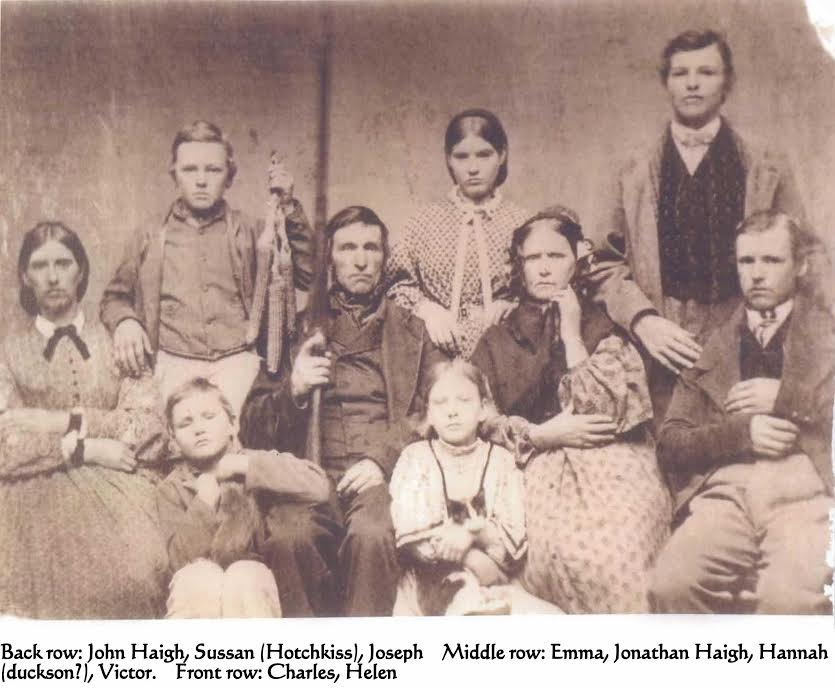 Back row: John Haigh, Sussan (Hotchkiss), Joseph Middle row: Emma, Jonathan Haigh, Hannah
(duckson?), Victor. Front row: Charles, Helen